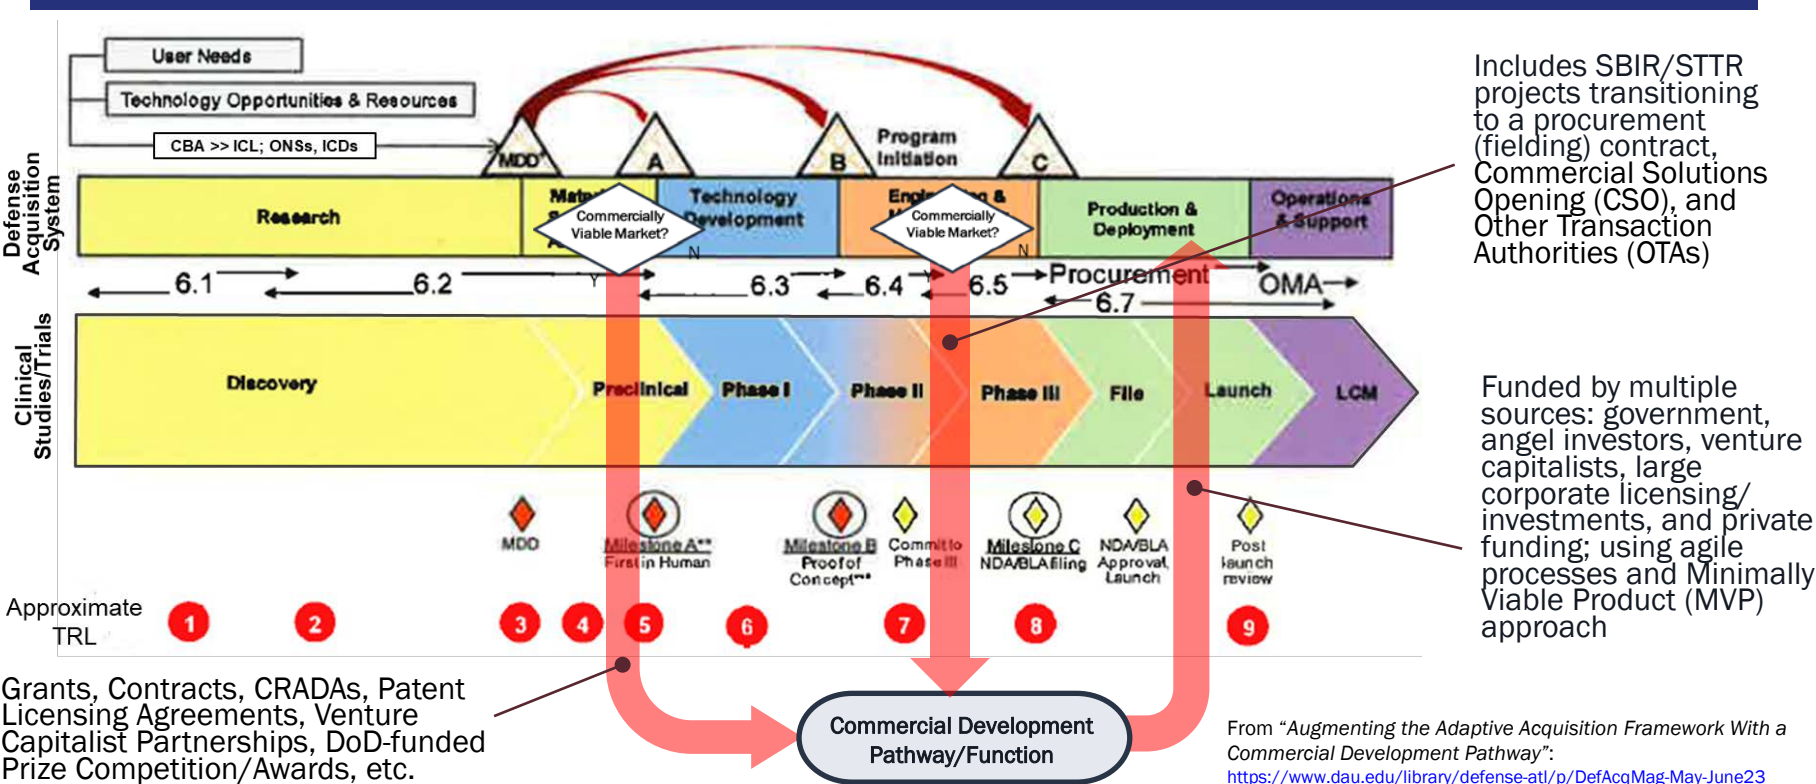 User Needs
Technology Opportunities & Resources
CBA >> ICL; ONSs, ICDs
MDD*
A
B
Program
Initiation
C
Includes SBIR/STTR
projects transitioning
to a procurement
(fielding) contract,
Commercial Solutions
Opening (CSO), and
Other Transaction
Authorities (OTAs)
Defense
Acquisition
System
Research
Commercially
Viable Market?
Technology
Development
&
Commercially
Viable Market?
Production &
Deployment
Operations
& Support
N
N
Y
Y
6.1
6.2
6.3
6.4
6.5
Procurement
6.7
OMA
Clinical
Studies/Trials
Discovery
Preclinical
Phase I
Phase II
Phase III
File
Launch
LCM
Funded by multiple
sources: government,
angel investors, venture
capitalists, large
corporate licensing/
investments, and private
funding; using agile
processes and Minimally
Viable Product (MVP)
approach
MDD
Milestone A**
First in Human
Milestone B
Proof of
Concept***
Commit to
Phase III
Milestone C
NDA/BLA filing
NDA/BLA
Approval,
Launch
Post
launch
review
Approximate
TRL
1
2
3
4
5
6
7
8
9
Grants, Contracts, CRADAs, Patent
Licensing Agreements, Venture
Capitalist Partnerships, DoD-funded
Prize Competition/Awards, etc.
Commercial Development
Pathway/Function
From “Augmenting the Adaptive Acquisition Framework With a
Commercial Development Pathway”:
https://www.dau.edu/library/defense-atl/p/DefAcqMag-May-June23